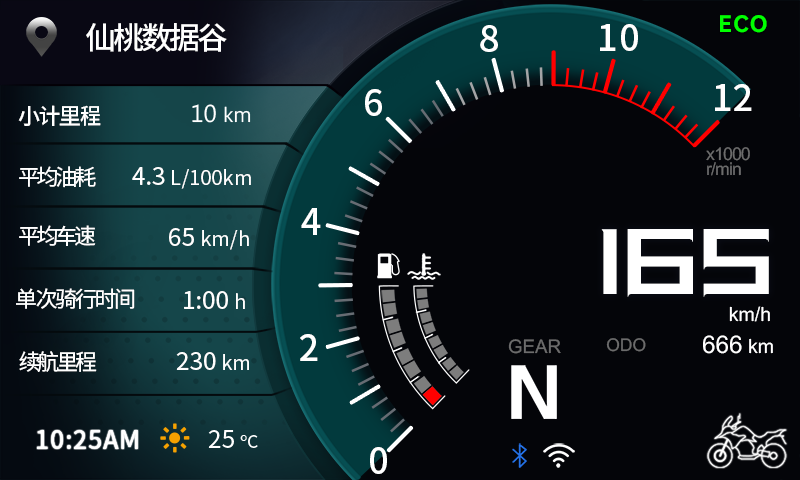 仙桃数据谷
ECO
小计里程 10 km
平均油耗 4.3 L/100km
平均车速 65 km/h
单次骑行时间 1:00 h
续航里程 230 km
10:25AM 25 ℃
0
2
4
6
8
10
12
x1000
r/min
165
km/h
GEAR
N
ODO
666 km